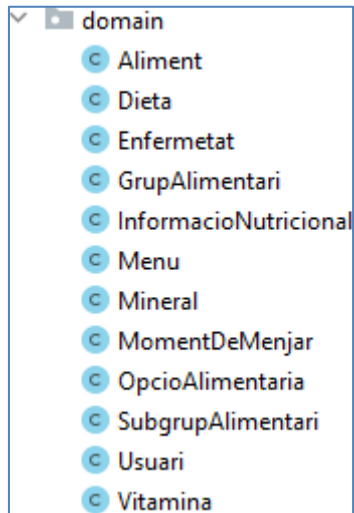 domain
C Aliment
C Dieta
C Enfermetat
C GrupAlimentari
C InformacioNutricional
C Menu
C Mineral
C MomentDeMenjar
C OpcioAlimentaria
C SubgrupAlimentari
C Usuari
C Vitamina